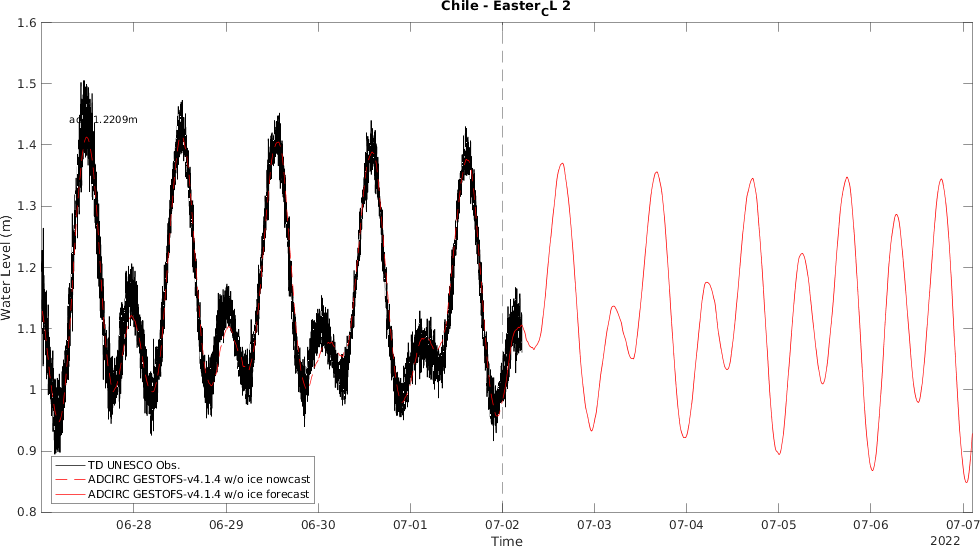 Chile - Easter_CL 2
1.6
1.5
1.4
1.3
1.2
1.1
1
0.9
0.8
Water Level (m)
1.2209m
TD UNESCO Obs.
ADCIRC GESTOFS-v4.1.4 w/o ice nowcast
ADCIRC GESTOFS-v4.1.4 w/o ice forecast
06-28 06-29 06-30 07-01 07-02 07-03 07-04 07-05 07-06 07-07
Time
2022